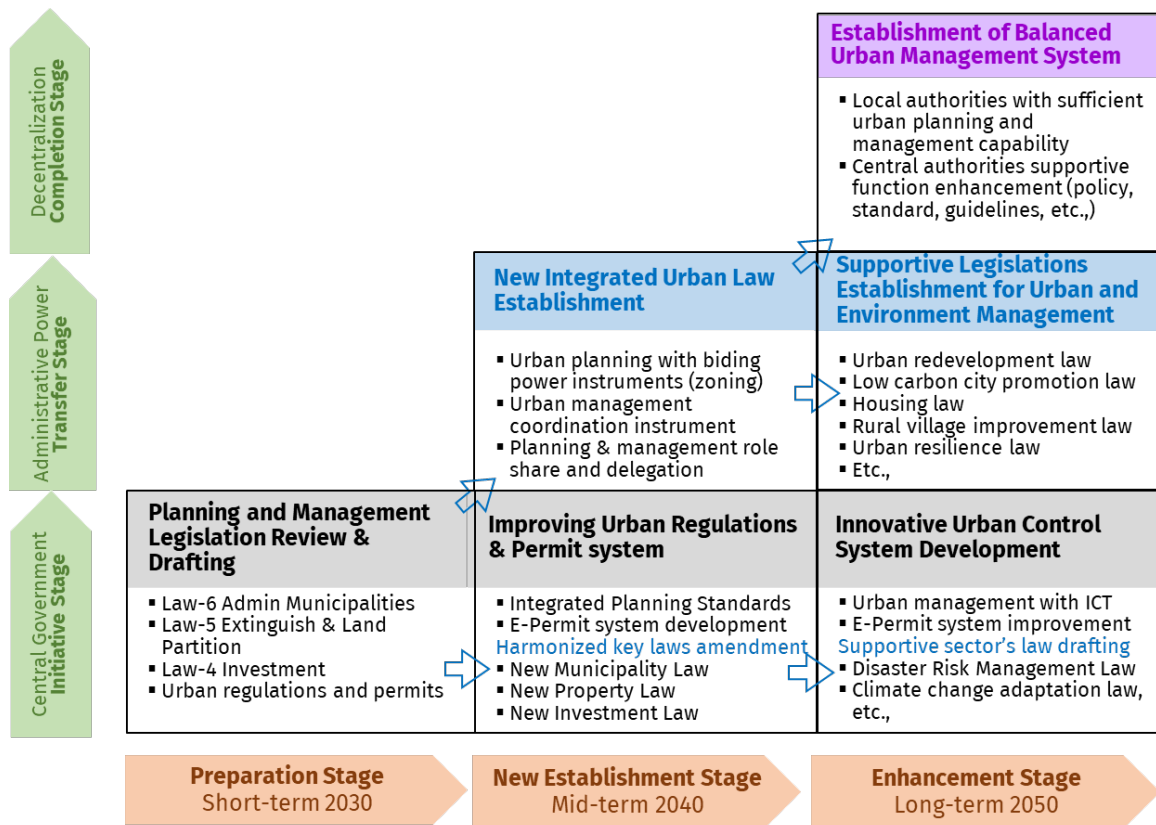 Decentralization
Completion Stage
Establishment of Balanced
Urban Management System
▪ Local authorities with sufficient
urban planning and
management capability
▪ Central authorities supportive
function enhancement (policy,
standard, guidelines, etc.,)
Administrative Power
Transfer Stage
New Integrated Urban Law
Establishment
▪ Urban planning with biding
power instruments (zoning)
▪ Urban management
coordination instrument
▪ Planning & management role
share and delegation
Supportive Legislations
Establishment for Urban and
Environment Management
▪ Urban redevelopment law
▪ Low carbon city promotion law
▪ Housing law
▪ Rural village improvement law
▪ Urban resilience law
▪ Etc.,
Central Government
Initiative Stage
Planning and Management
Legislation Review &
Drafting
▪ Law-6 Admin Municipalities
▪ Law-5 Extinguish & Land
Partition
▪ Law-4 Investment
▪ Urban regulations and permits
Improving Urban Regulations
& Permit system
▪ Integrated Planning Standards
▪ E-Permit system development
Harmonized key laws amendment
▪ New Municipality Law
▪ New Property Law
▪ New Investment Law
Innovative Urban Control
System Development
▪ Urban management with ICT
▪ E-Permit system improvement
Supportive sector's law drafting
▪ Disaster Risk Management Law
▪ Climate change adaptation law,
etc.,
Preparation Stage
Short-term 2030
New Establishment Stage
Mid-term 2040
Enhancement Stage
Long-term 2050